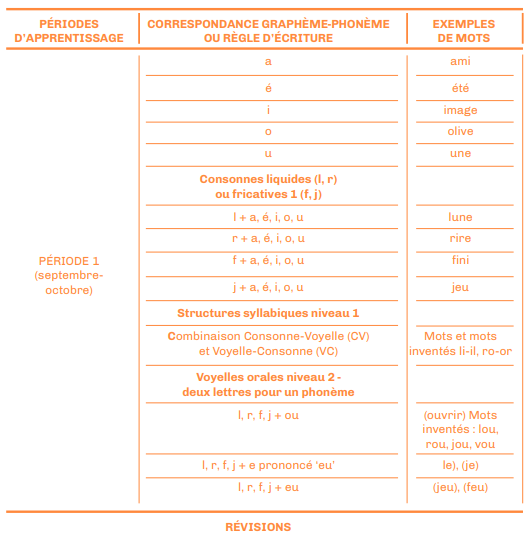 PÉRIODES
D'APPRENTISSAGE
CORRESPONDANCE GRAPHÈME-PHONÈME
OU RÈGLE D'ÉCRITURE
EXEMPLES
DE MOTS
PÉRIODE 1
(septembre-
octobre)
a
ami
é
été
i
image
o
olive
u
une
Consonnes liquides (l, r)
ou fricatives 1 (f, j)
l + a, é, i, o, u
lune
r + a, é, i, o, u
rire
f + a, é, i, o, u
fini
j + a, é, i, o, u
jeu
Structures syllabiques niveau 1
Combinaison Consonne-Voyelle (CV)
et Voyelle-Consonne (VC)
Mots et mots
inventés li-il, ro-or
Voyelles orales niveau 2 -
deux lettres pour un phonème
l, r, f, j + ou
(ouvrir) Mots
inventés : lou,
rou, jou, vou
l, r, f, j + e prononcé 'eu'
le), (je)
l, r, f, j + eu
(jeu), (feu)
RÉVISIONS